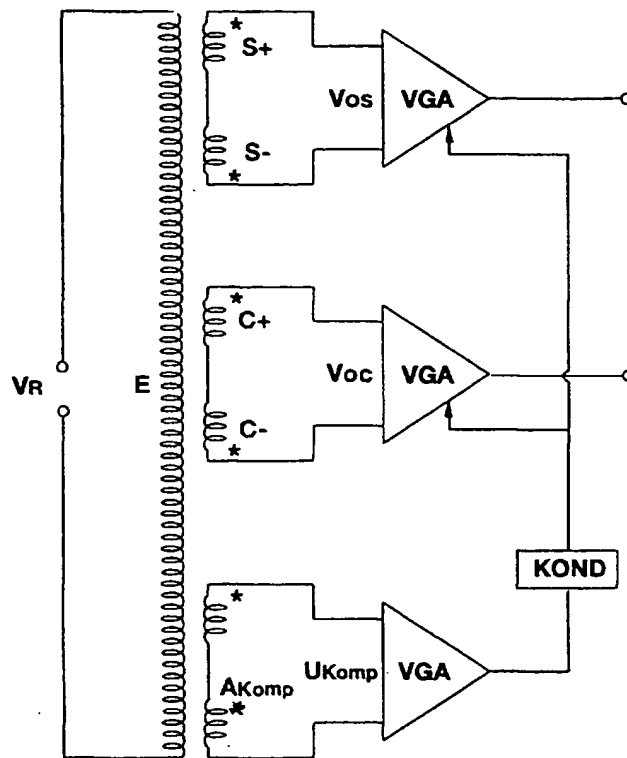 *
S+
VOS
VGA
S-
*
*
C+
VR
E
VOC
VGA
C-
*
KOND
*
AKomp
UKomp
VGA
*